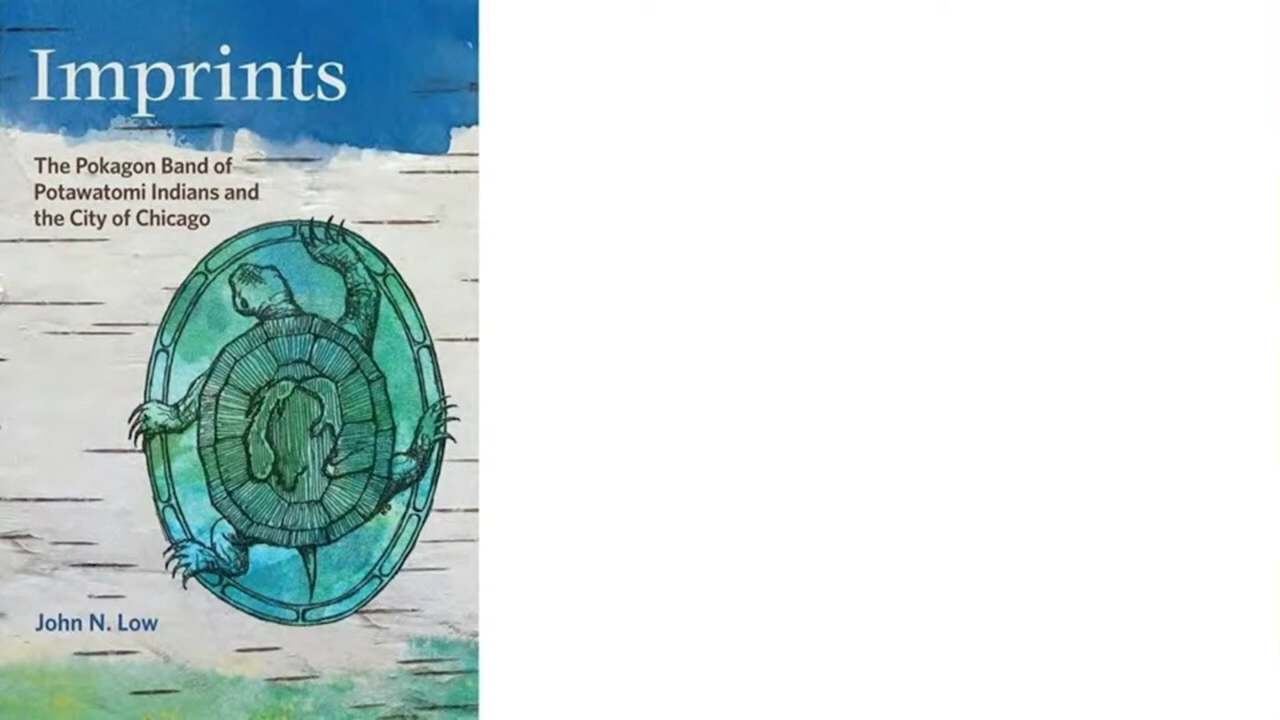 Imprints
The Pokagon Band of
Potawatomi Indians and
the City of Chicago
John N. Low